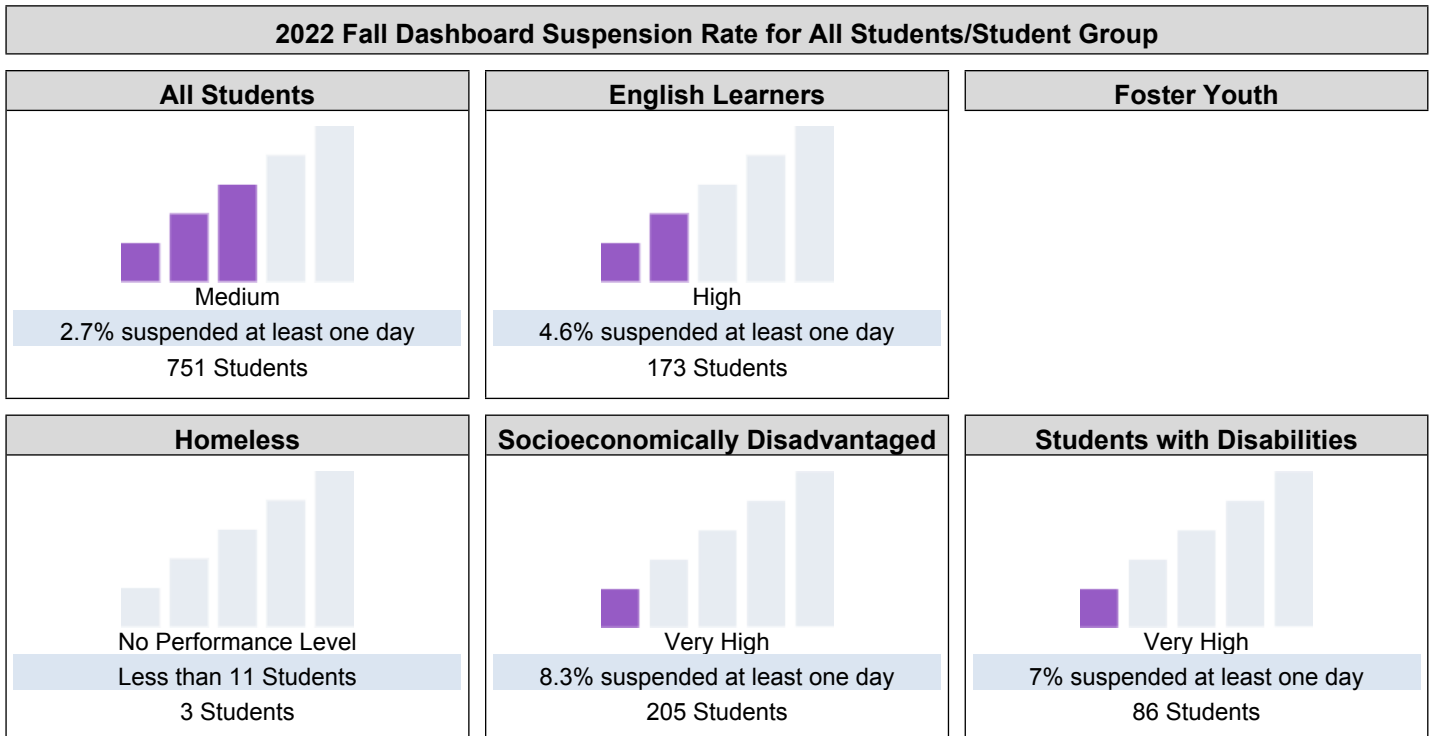 2022 Fall Dashboard Suspension Rate for All Students/Student Group
All Students
Medium
2.7% suspended at least one day
751 Students
English Learners
High
4.6% suspended at least one day
173 Students
Foster Youth
Homeless
No Performance Level
Less than 11 Students
3 Students
Socioeconomically Disadvantaged
Very High
8.3% suspended at least one day
205 Students
Students with Disabilities
Very High
7% suspended at least one day
86 Students